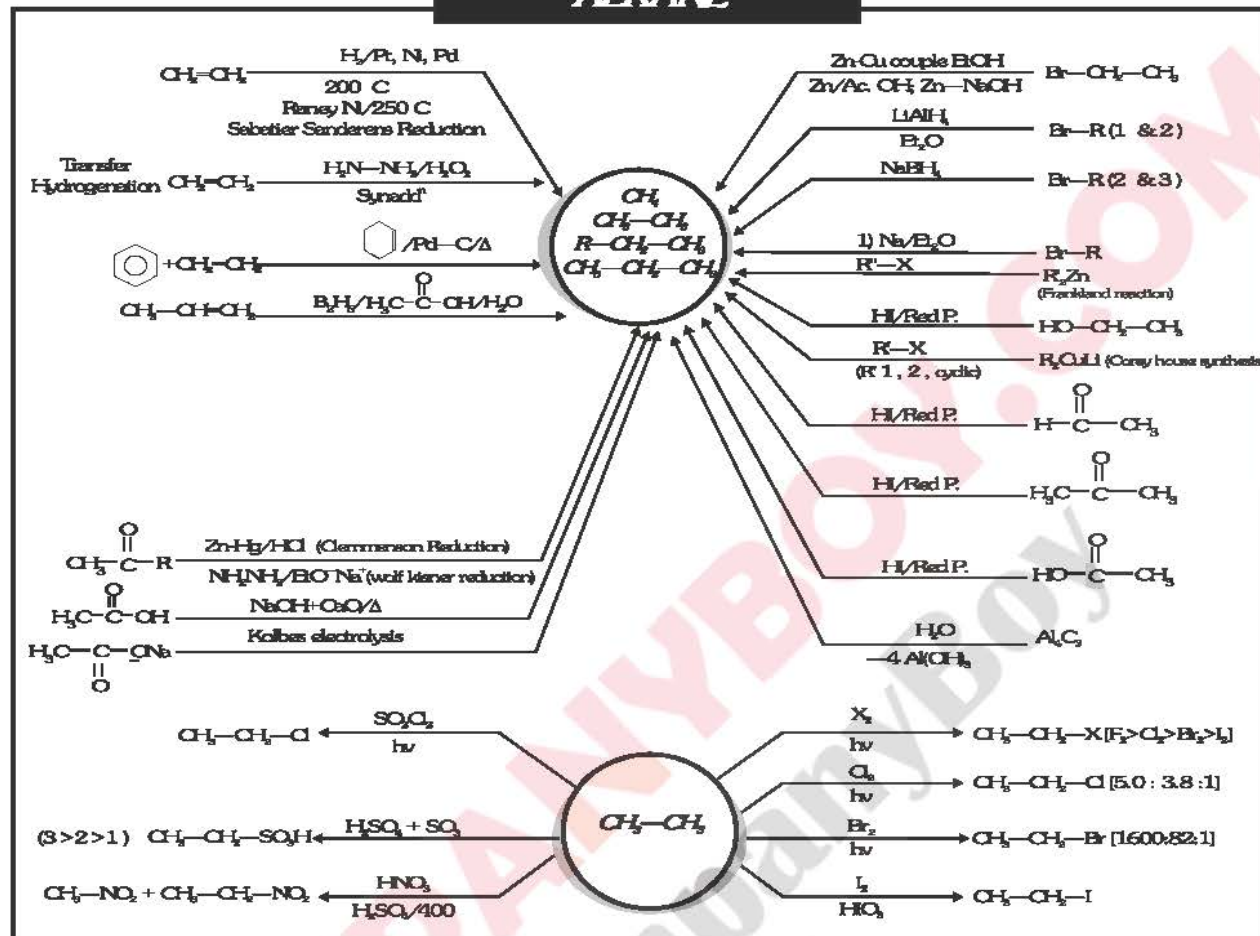 ALKANE
H₂/Pt, Ni, Pd
CH₂=CH₂
200 C
Raney Ni/250 C
Sabatier Senderens Reduction
Transfer
Hydrogenation CH₂=CH₂
H₂N—NH₂/H₂O₂
Synaddⁿ
+CH₂=CH₂
/Pd—C/Δ
CH₃—CH=CH₂
B₂H₆/H₃C—C—OH/H₂O
O
CH₄
CH₃—CH₃
R—CH₂—CH₃
CH₃—CH₂—CH₃
Zn-Cu couple EtOH
Zn/Ac. OH; Zn—NaOH
Br—CH₂—CH₃
LiAlH₄
Et₂O
Br—R (1 & 2)
NaBH₄
Br—R (2 & 3)
1) Na/Et₂O
Br—R
R''—X
R'₂Zn
(Frankland reaction)
HI/Red P.
HO—CH₂—CH₃
R'—X
(R' 1, 2, cyclic)
R₂CuLi (Corey house synthesis
HI/Red P.
O
H—C—CH₃
HI/Red P.
O
H₃C—C—CH₃
HI/Red P.
O
HO—C—CH₃
H₂O
—4 Al(OH)₃
Al₄C₃
O
CH₃—C—R
Zn-Hg/HCl (Clemmenson Reduction)
NH₂NH₂/EtO⁻Na⁺ (wolf kisner reduction)
O
H₃C—C—OH
NaOH+CaO/Δ
H₃C—C—ONa
O
Kolbes electrolysis
CH₃—CH₂—Cl
SO₂Cl₂
hν
(3>2>1) CH₃—CH₂—SO₃H
H₂SO₄ + SO₃
CH₃—NO₂ + CH₃—CH₂—NO₂
HNO₃
CH₃—CH₃
X₂
hν
CH₃—CH₂—X [F₂>Cl₂>Br₂>I₂]
Cl₂
hν
CH₃—CH₂—Cl [5.0 : 3.8 :1]
Br₂
hν
CH₃—CH₂—Br [1600:82:1]
I₂
HIO₃
CH₃—CH₂—I